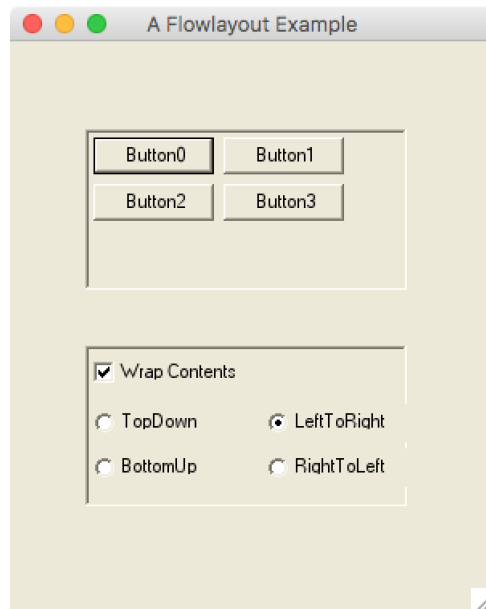 A Flowlayout Example
Button0 Button1
Button2 Button3
Wrap Contents
TopDown LeftToRight
BottomUp RightToLeft